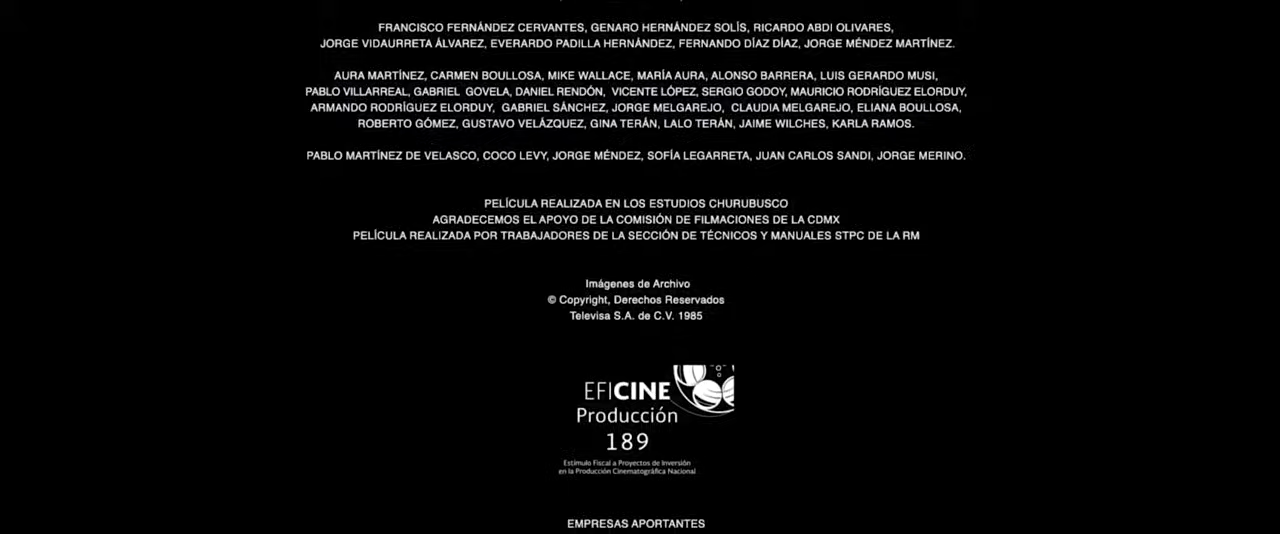 FRANCISCO FERNÁNDEZ CERVANTES, GENARO HERNÁNDEZ SOLÍS, RICARDO ABDI OLIVARES,
JORGE VIDAURRETA ÁLVAREZ, EVERARDO PADILLA HERNÁNDEZ, FERNANDO DÍAZ DÍAZ, JORGE MÉNDEZ MARTÍNEZ.
AURA MARTÍNEZ, CARMEN BOULLOSA, MIKE WALLACE, MARÍA AURA, ALONSO BARRERA, LUIS GERARDO MUSI,
PABLO VILLARREAL, GABRIEL GOVELA, DANIEL RENDÓN, VICENTE LÓPEZ, SERGIO GODOY, MAURICIO RODRÍGUEZ ELORDUY,
ARMANDO RODRÍGUEZ ELORDUY, GABRIEL SÁNCHEZ, JORGE MELGAREJO, CLAUDIA MELGAREJO, ELIANA BOULLOSA,
ROBERTO GÓMEZ, GUSTAVO VELÁZQUEZ, GINA TERÁN, LALO TERÁN, JAIME WILCHES, KARLA RAMOS.
PABLO MARTÍNEZ DE VELASCO, COCO LEVY, JORGE MÉNDEZ, SOFÍA LEGARRETA, JUAN CARLOS SANDI, JORGE MERINO.
PELÍCULA REALIZADA EN LOS ESTUDIOS CHURUBUSCO
AGRADECEMOS EL APOYO DE LA COMISIÓN DE FILMACIONES DE LA CDMX
PELÍCULA REALIZADA POR TRABAJADORES DE LA SECCIÓN DE TÉCNICOS Y MANUALES STPC DE LA RM
Imágenes de Archivo
© Copyright, Derechos Reservados
Televisa S.A. de C.V. 1985
EFICINE
Producción
189
Estímulo Fiscal a Proyectos de Inversión
en la Producción Cinematográfica Nacional
EMPRESAS APORTANTES